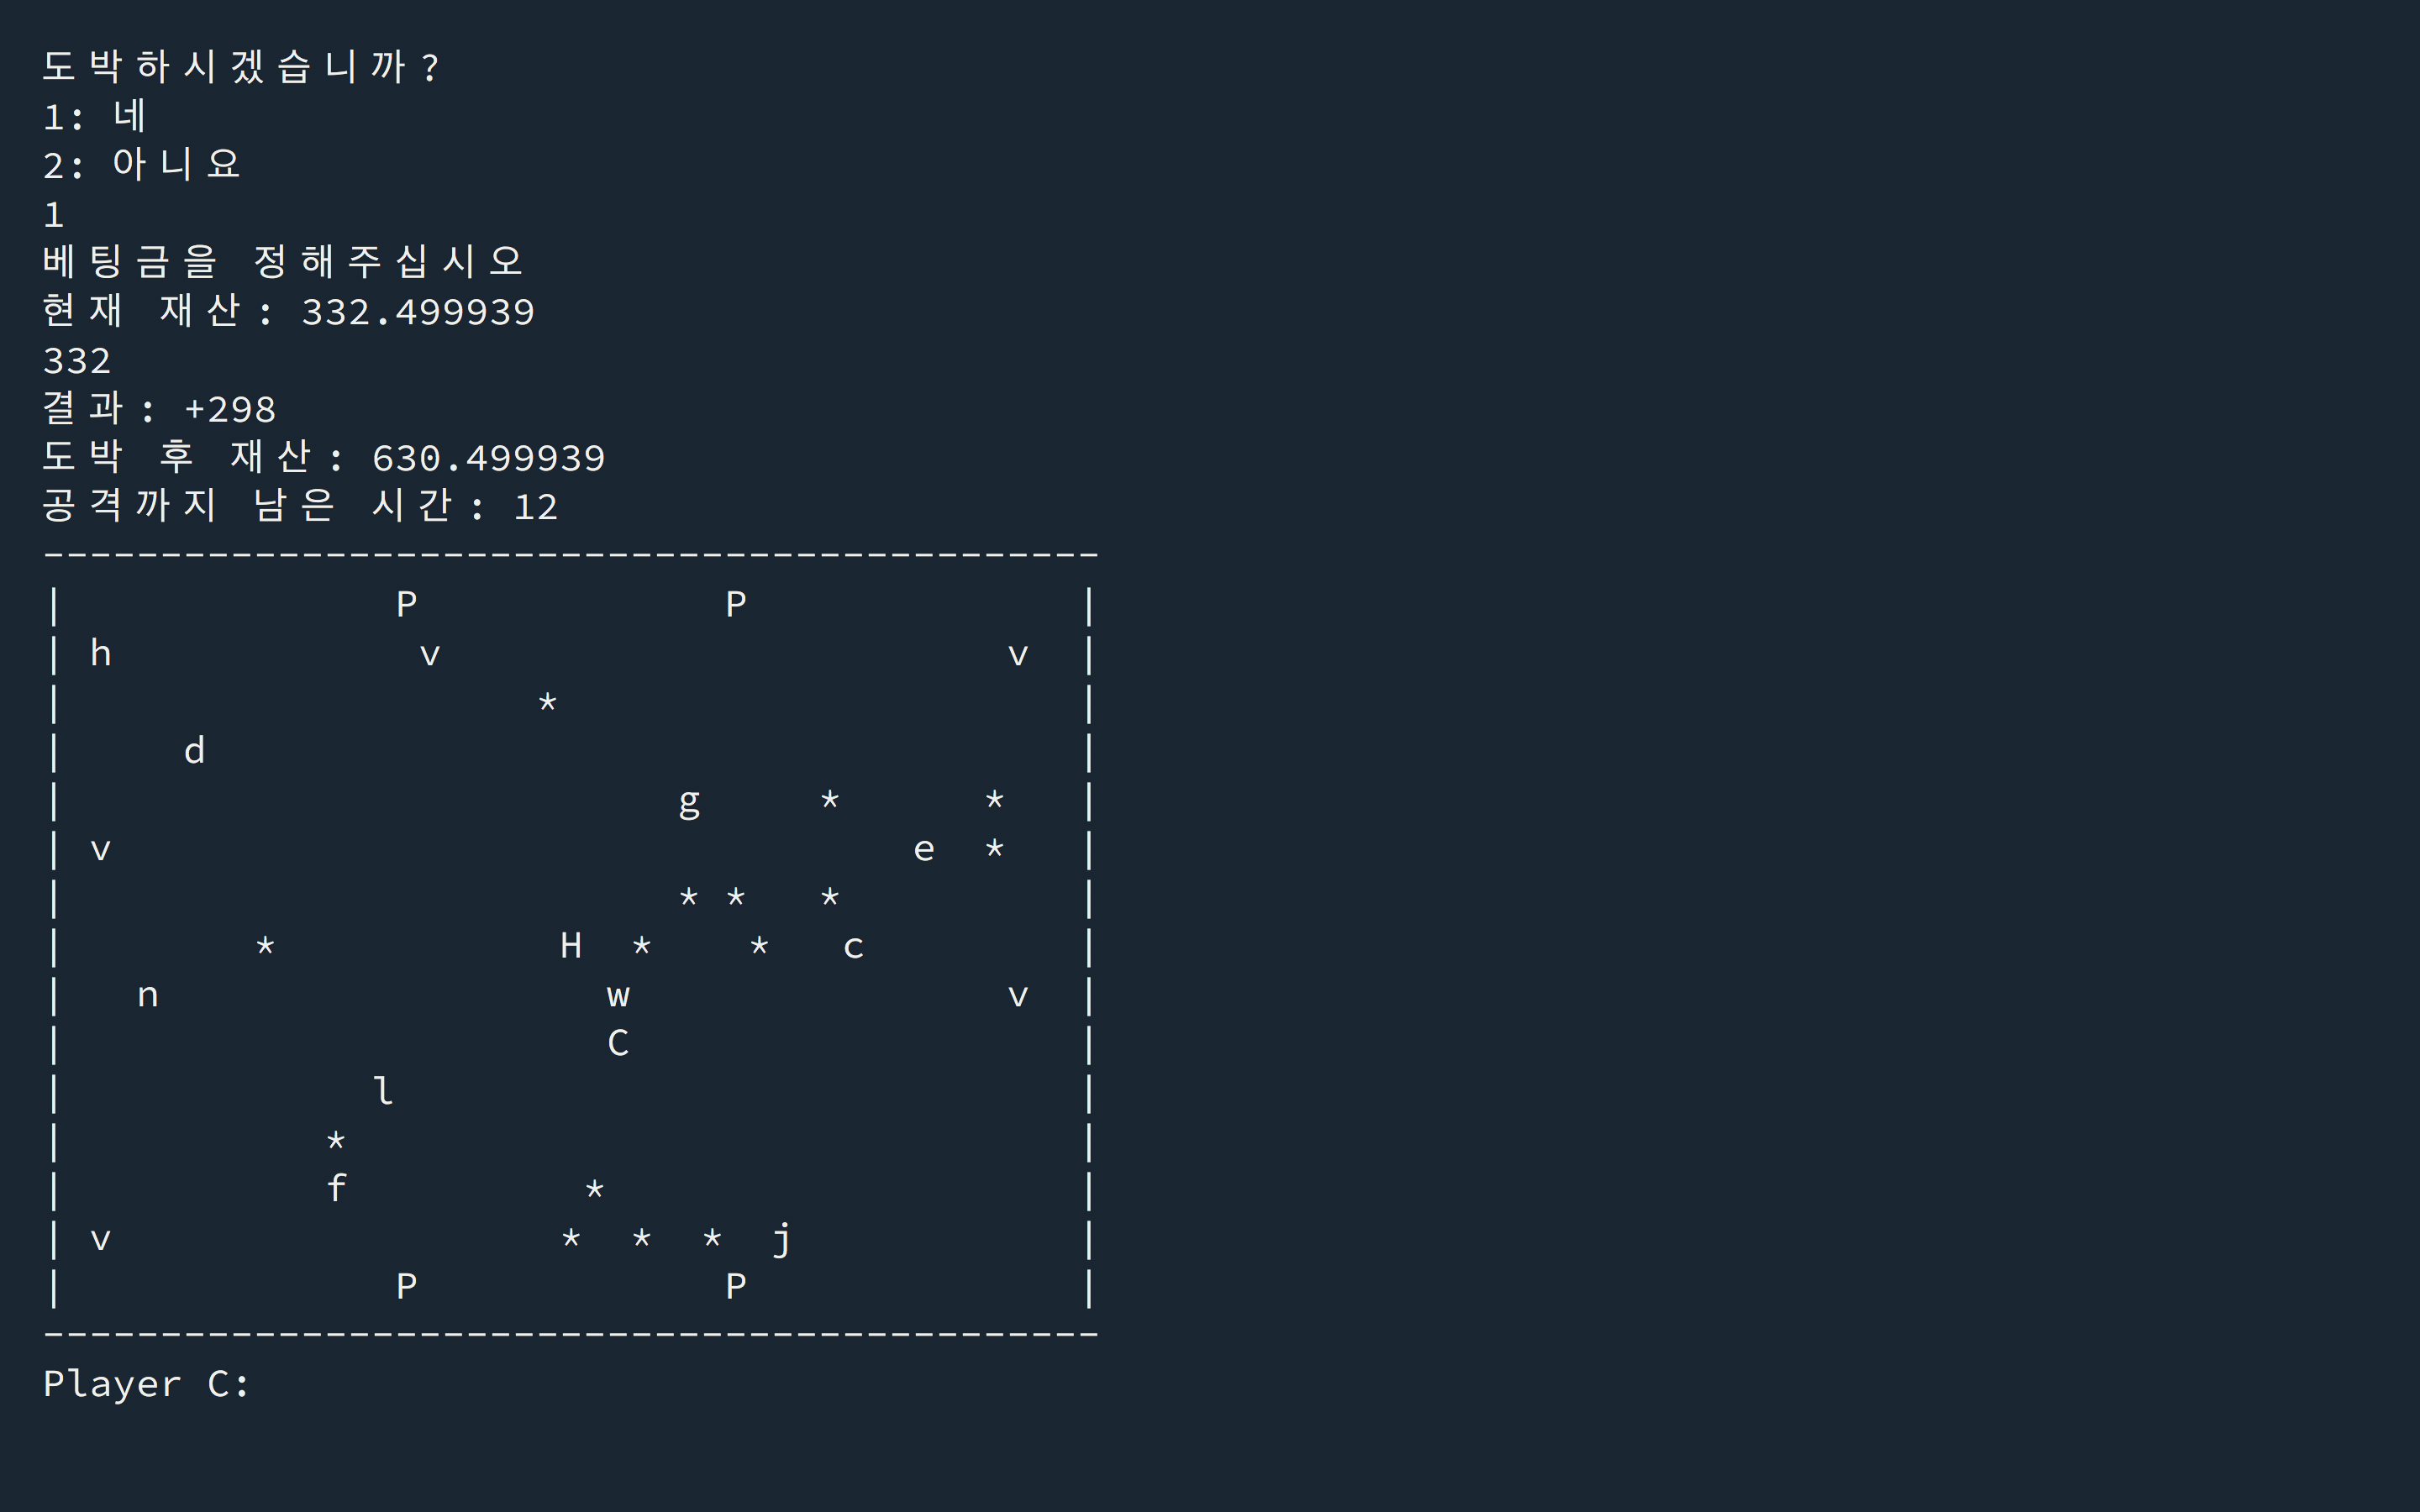 도박하시겠습니까?
1: 네
2: 아니요
1
베팅금을 정해주십시오
현재 재산: 332.499939
332
결과: +298
도박 후 재산: 630.499939
공격까지 남은 시간: 12
---------------------------------------------
|              P             P              |
| h             v                        v  |
|                    *                      |
|     d                                     |
|                          g     *      *   |
| v                                  e  *   |
|                          * *   *          |
|        *            H  *    *   c         |
|   n                   w                v  |
|                       C                   |
|             l                             |
|           *                               |
|           f          *                    |
| v                   *  *  *  j            |
|              P             P              |
---------------------------------------------
Player C: